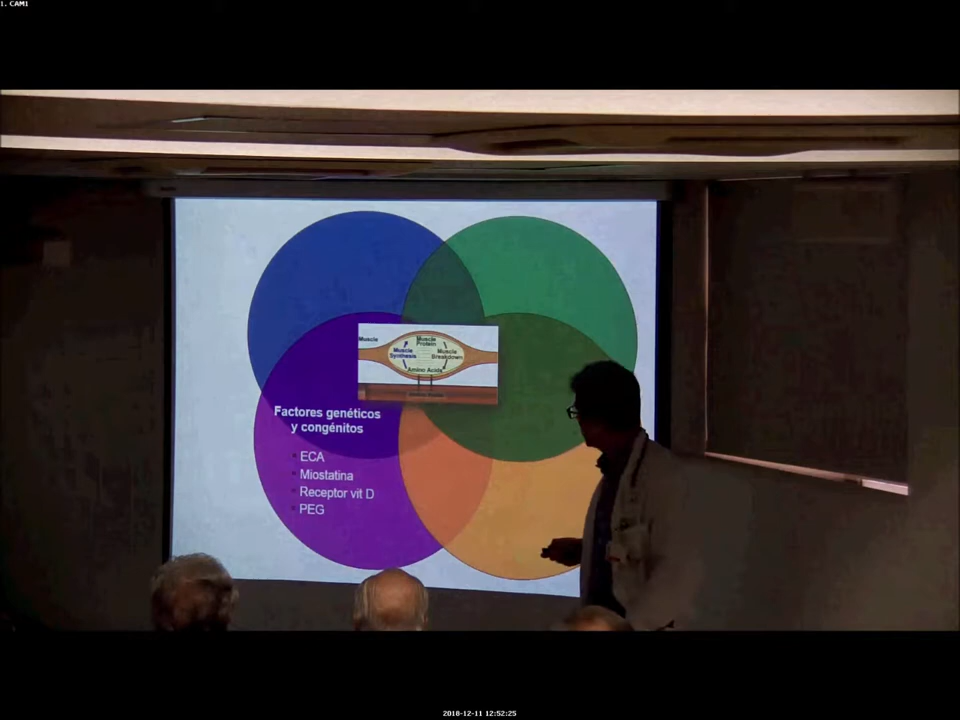 1. CAM1
Muscle
Muscle
Protein
Muscle
Synthesis
Muscle
Breakdown
Amino Acids
Factores genéticos
y congénitos
ECA
Miostatina
Receptor vit D
PEG
2018-12-11 12:52:25